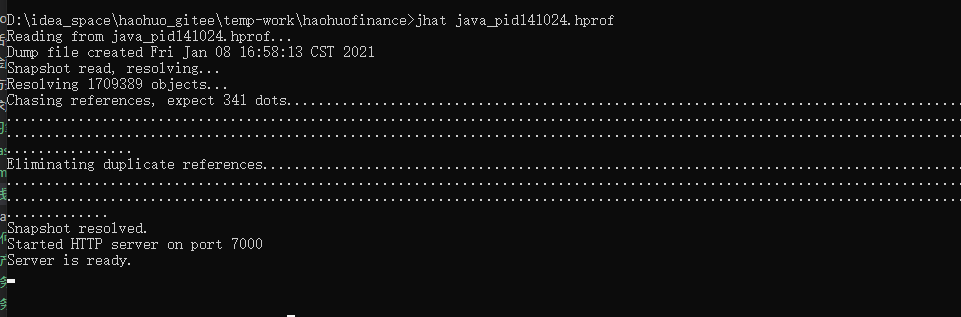 D:\idea_space\haohuo_gitee\temp-work\haohuofinance>jhat java_pid141024.hprof
Reading from java_pid141024.hprof...
Dump file created Fri Jan 08 16:58:13 CST 2021
Snapshot read, resolving...
Resolving 1709389 objects...
Chasing references, expect 341 dots.....................................................................................
.........................................................................................................................
.........................................................................................................................
................
Eliminating duplicate references........................................................................................
.........................................................................................................................
.........................................................................................................................
.............
Snapshot resolved.
Started HTTP server on port 7000
Server is ready.